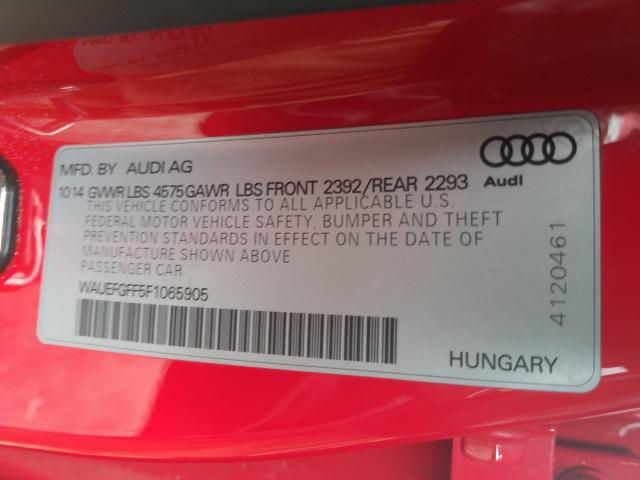 MFD. BY AUDI AG
10 14 GVWR LBS 4575 GAWR LBS FRONT 2392/REAR 2293
Audi
THIS VEHICLE CONFORMS TO ALL APPLICABLE U.S.
FEDERAL MOTOR VEHICLE SAFETY, BUMPER AND THEFT
PREVENTION STANDARDS IN EFFECT ON THE DATE OF
MANUFACTURE SHOWN ABOVE
PASSENGER CAR
WAUEFGFF5F1065905
4120461
HUNGARY